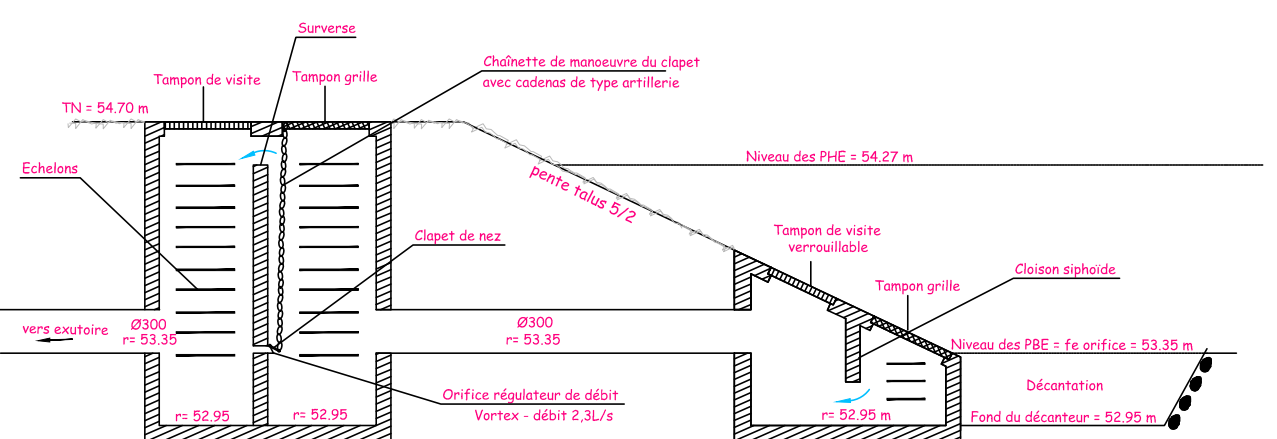 Surverse
Chaînette de manoeuvre du clapet
avec cadenas de type artillerie
Tampon de visite
Tampon grille
TN = 54.70 m
Niveau des PHE = 54.27 m
Echelons
pente talus 5/2
Clapet de nez
Tampon de visite
verrouillable
Cloison siphoïde
Tampon grille
vers exutoire
Ø300
r= 53.35
Ø300
r= 53.35
Niveau des PBE = fe orifice = 53.35 m
Décantation
Orifice régulateur de débit
Vortex - débit 2,3L/s
r= 52.95
r= 52.95
r= 52.95 m
Fond du décanteur = 52.95 m